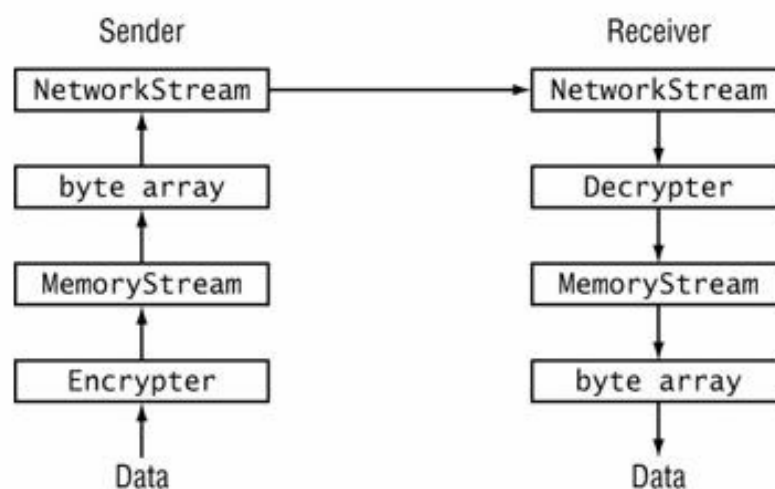 Sender
NetworkStream
byte array
MemoryStream
Encrypter
Data
Receiver
NetworkStream
Decrypter
MemoryStream
byte array
Data